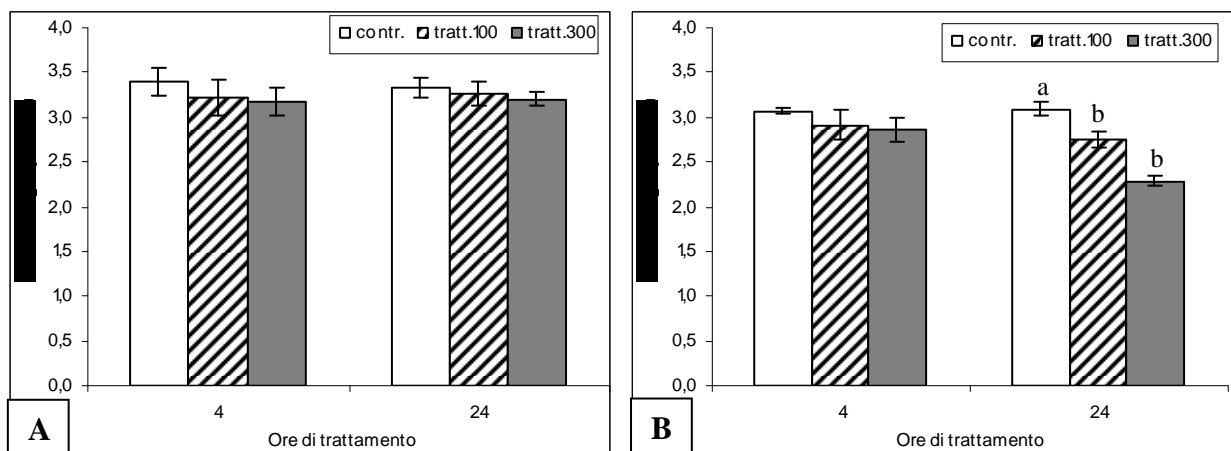 4,0
3,5
3,0
2,5
2,0
1,5
1,0
0,5
0,0
contr. tratt.100 tratt.300
4 24
Ore di trattamento
A
4,0
3,5
3,0
2,5
2,0
1,5
1,0
0,5
0,0
contr. tratt.100 tratt.300
a
b
b
4 24
Ore di trattamento
B